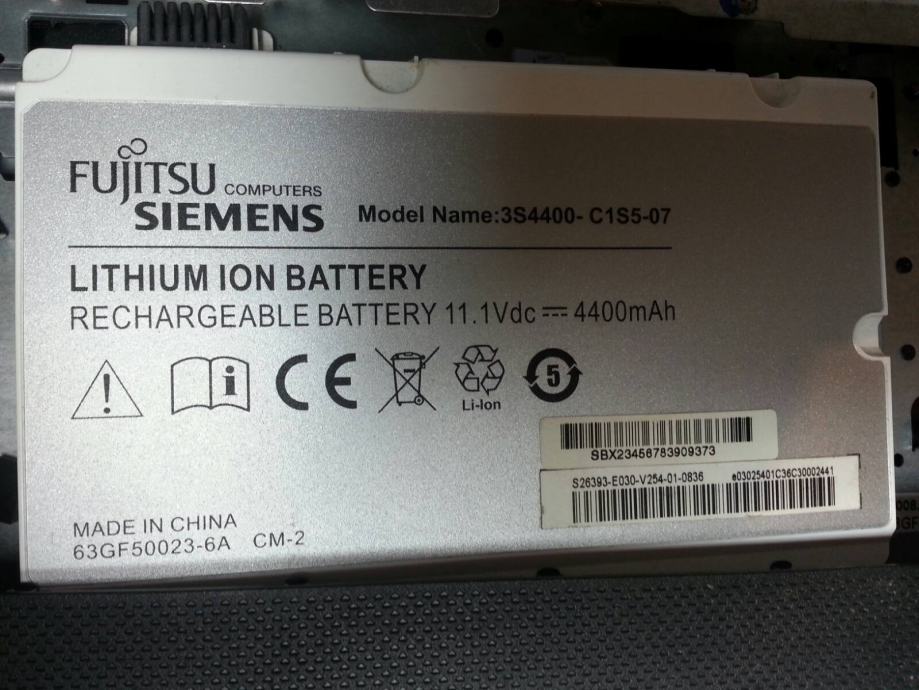 FUJITSU COMPUTERS
SIEMENS
Model Name:3S4400- C1S5-07
LITHIUM ION BATTERY
RECHARGEABLE BATTERY 11.1Vdc ⎓ 4400mAh
i
CE
5
Li-Ion
SBX23456783909373
S26393-E030-V254-01-0836 e03025401C36C30002441
MADE IN CHINA
63GF50023-6A CM-2